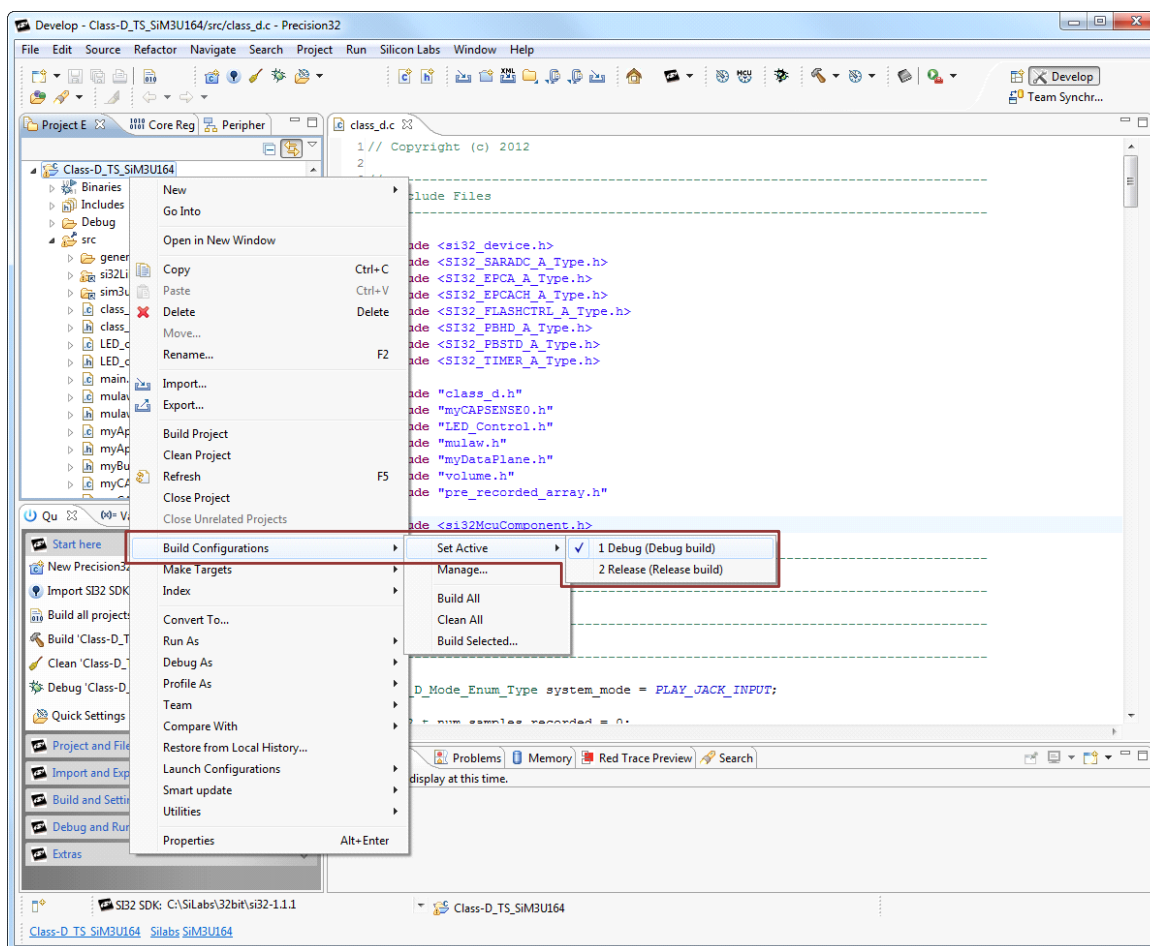 Develop - Class-D_TS_SiM3U164/src/class_d.c - Precision32
File Edit Source Refactor Navigate Search Project Run Silicon Labs Window Help
Develop
Team Synchr...
Project E Core Reg Peripher
class_d.c
Class-D_TS_SiM3U164
Binaries
Includes
Debug
src
gener
si32Li
sim3u
class_
class_
LED_c
LED_c
main.
mulav
mulav
myAp
myAp
myBu
myCA
1// Copyright (c) 2012
2
clude Files
ude <si32_device.h>
ude <SI32_SARADC_A_Type.h>
ude <SI32_EPCA_A_Type.h>
ude <SI32_EPCACH_A_Type.h>
ude <SI32_FLASHCTRL_A_Type.h>
ude <SI32_PBHD_A_Type.h>
ude <SI32_PBSTD_A_Type.h>
ude <SI32_TIMER_A_Type.h>
ude "class_d.h"
ude "myCAPSENSE0.h"
ude "LED_Control.h"
ude "mulaw.h"
ude "myDataPlane.h"
ude "volume.h"
ude "pre_recorded_array.h"
ude <si32McuComponent.h>
_D_Mode_Enum_Type system_mode = PLAY_JACK_INPUT;
t num_samples_recorded = 0;
New
Go Into
Open in New Window
Copy Ctrl+C
Paste Ctrl+V
Delete Delete
Move...
Rename... F2
Import...
Export...
Build Project
Clean Project
Refresh F5
Close Project
Close Unrelated Projects
Build Configurations
Make Targets
Index
Convert To...
Run As
Debug As
Profile As
Team
Compare With
Restore from Local History...
Launch Configurations
Smart update
Utilities
Properties Alt+Enter
Set Active
Manage...
Build All
Clean All
Build Selected...
1 Debug (Debug build)
2 Release (Release build)
Qu (x)= Va
Start here
New Precision32
Import SI32 SDK
Build all projects
Build 'Class-D_T
Clean 'Class-D_T
Debug 'Class-D_
Quick Settings
Project and File
Import and Exp
Build and Settin
Debug and Run
Extras
Problems Memory Red Trace Preview Search
display at this time.
SI32 SDK: C:\SiLabs\32bit\si32-1.1.1
Class-D_TS_SiM3U164
Class-D_TS_SiM3U164 Silabs SiM3U164